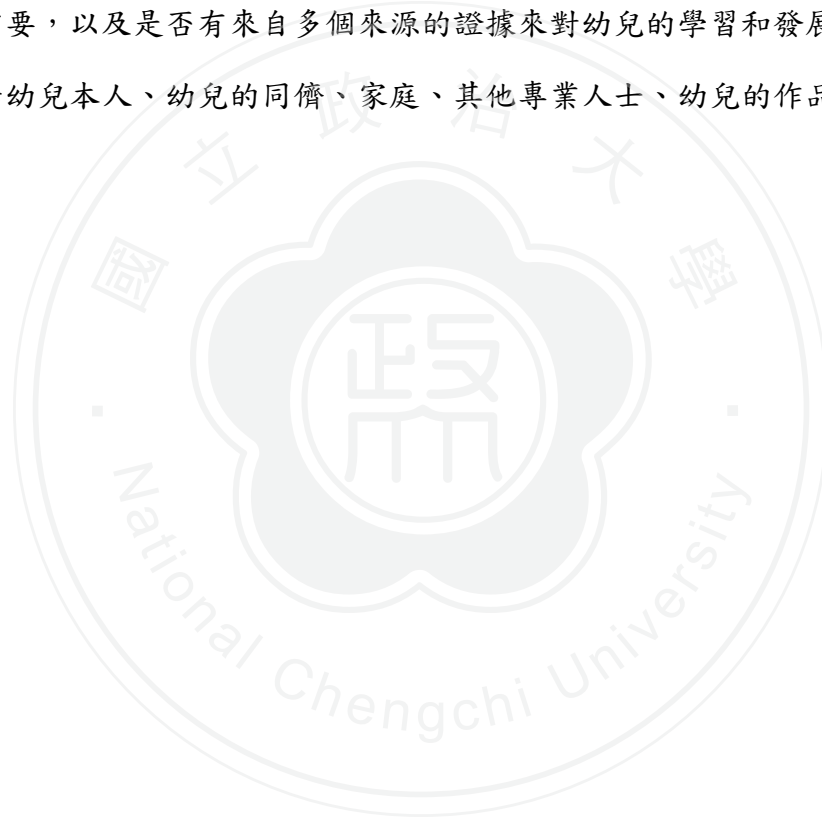 要，以及是否有來自多個來源的證據來對幼兒的學習和發展
幼兒本人、幼兒的同儕、家庭、其他專業人士、幼兒的作品
國立政治大學
政大
National Chengchi University